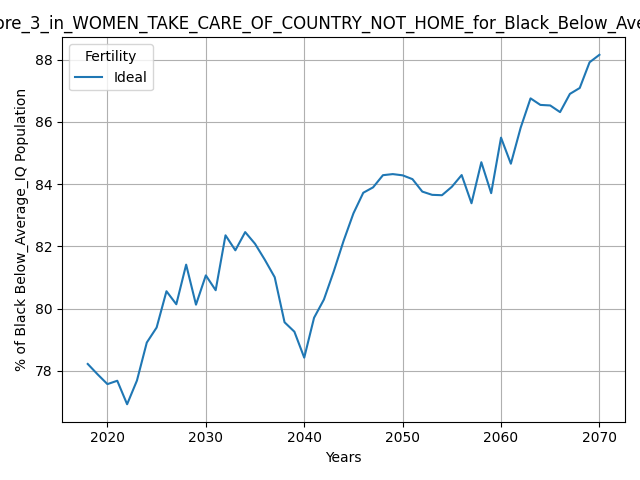 ore_3_in_WOMEN_TAKE_CARE_OF_COUNTRY_NOT_HOME_for_Black_Below_Ave
Fertility
Ideal
% of Black Below_Average_IQ Population
88
86
84
82
80
78
2020 2030 2040 2050 2060 2070
Years